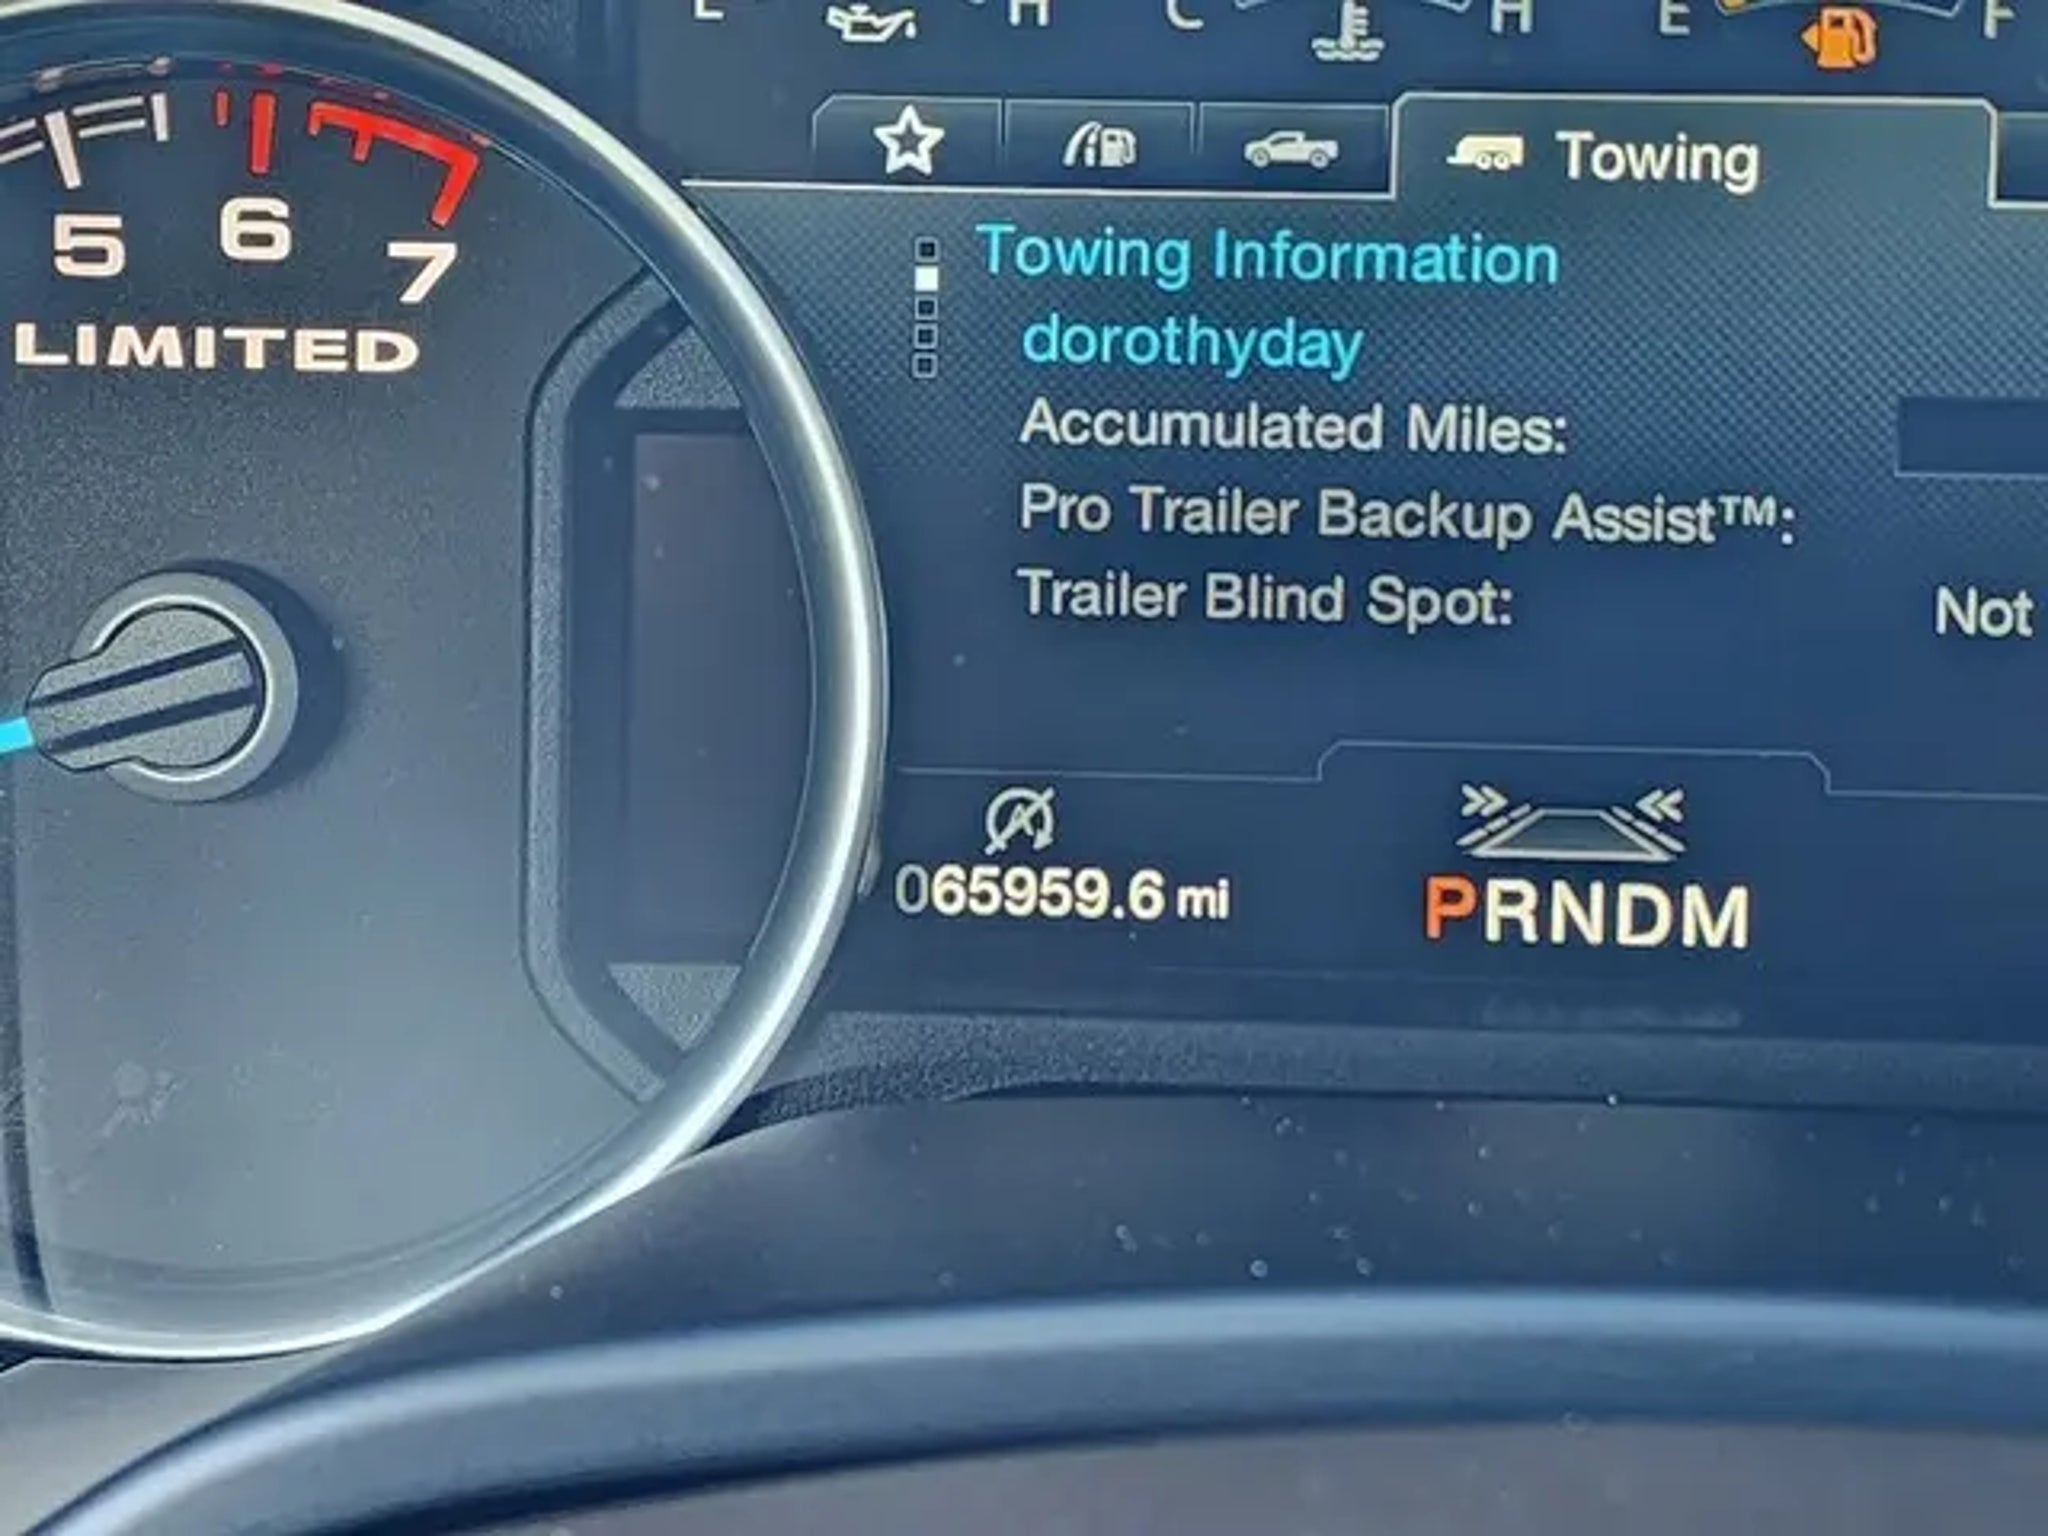 L H C H E F
5 6 7
LIMITED
Towing
Towing Information
dorothyday
Accumulated Miles:
Pro Trailer Backup Assist™:
Trailer Blind Spot: Not
A
065959.6 mi
PRNDM